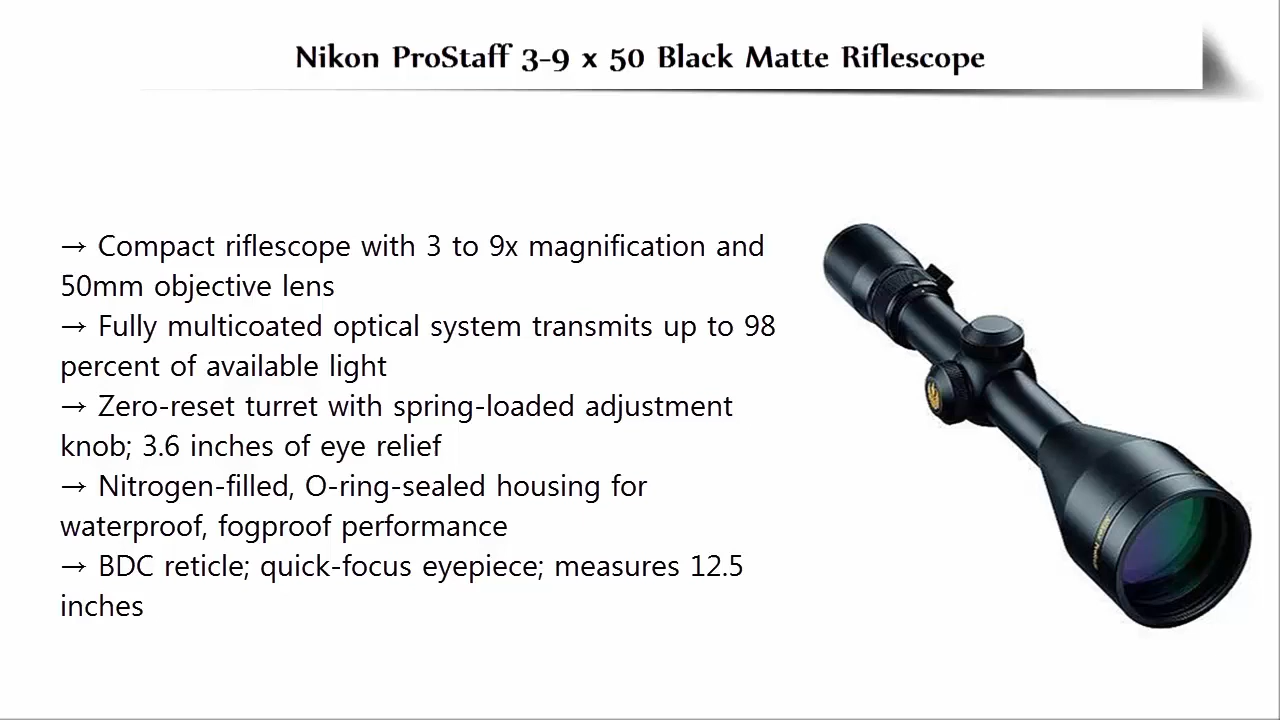 Nikon ProStaff 3-9 x 50 Black Matte Riflescope
→ Compact riflescope with 3 to 9x magnification and
50mm objective lens
→ Fully multicoated optical system transmits up to 98
percent of available light
→ Zero-reset turret with spring-loaded adjustment
knob; 3.6 inches of eye relief
→ Nitrogen-filled, O-ring-sealed housing for
waterproof, fogproof performance
→ BDC reticle; quick-focus eyepiece; measures 12.5
inches